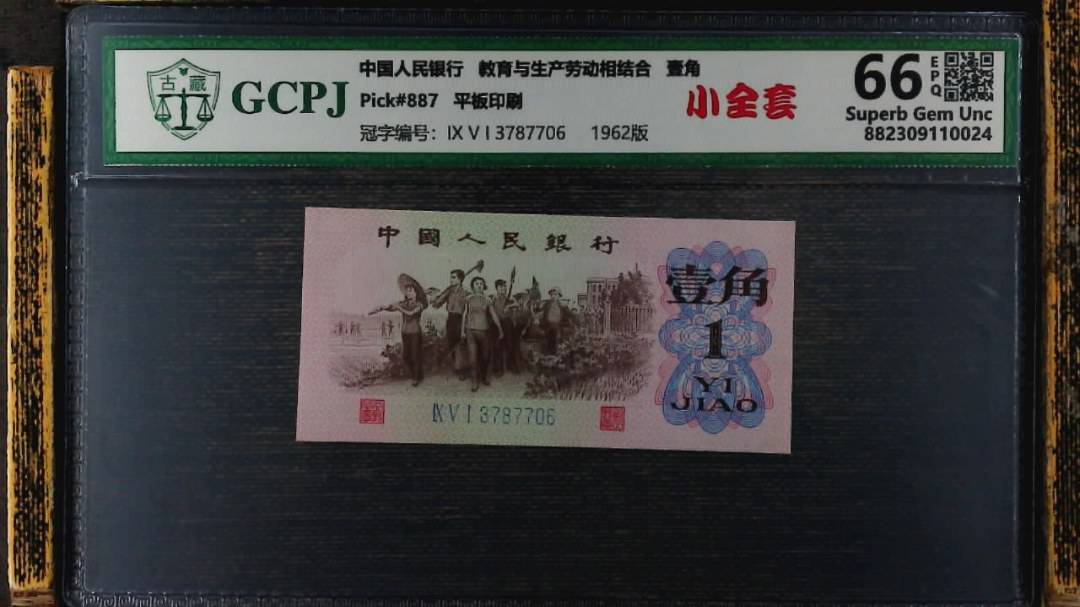 古藏
GCPJ
中国人民银行 教育与生产劳动相结合 壹角
Pick#887 平板印刷
冠字编号: IX V I 3787706 1962版
小全套
66
EPQ
Superb Gem Unc
882309110024
中國人民銀行
壹角
1
YI
JIAO
IX V I 3787706